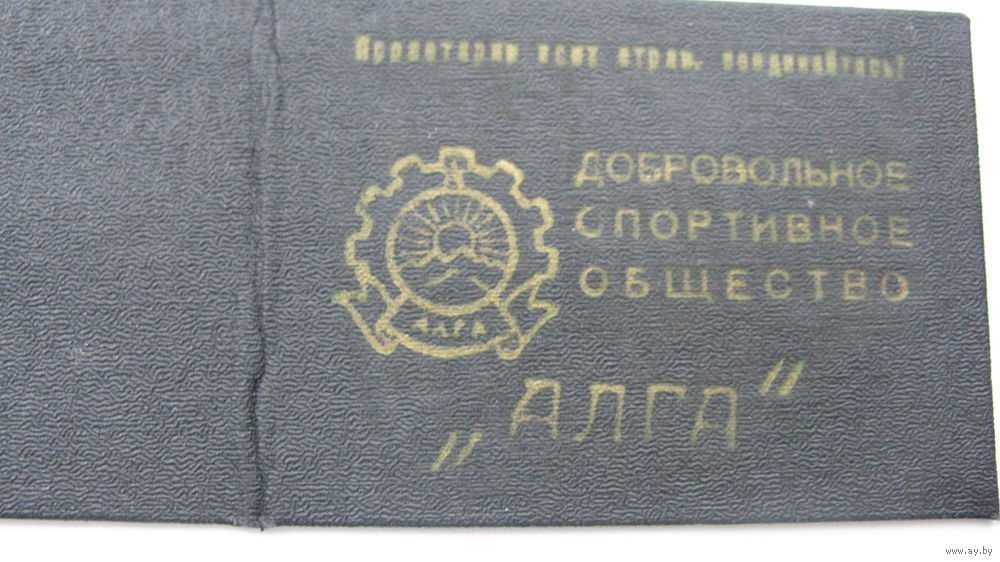 Пролетарии всех стран, соединяйтесь!
ДОБРОВОЛЬНОЕ
СПОРТИВНОЕ
ОБЩЕСТВО
АЛГА
„АЛГА"
www.ay.by